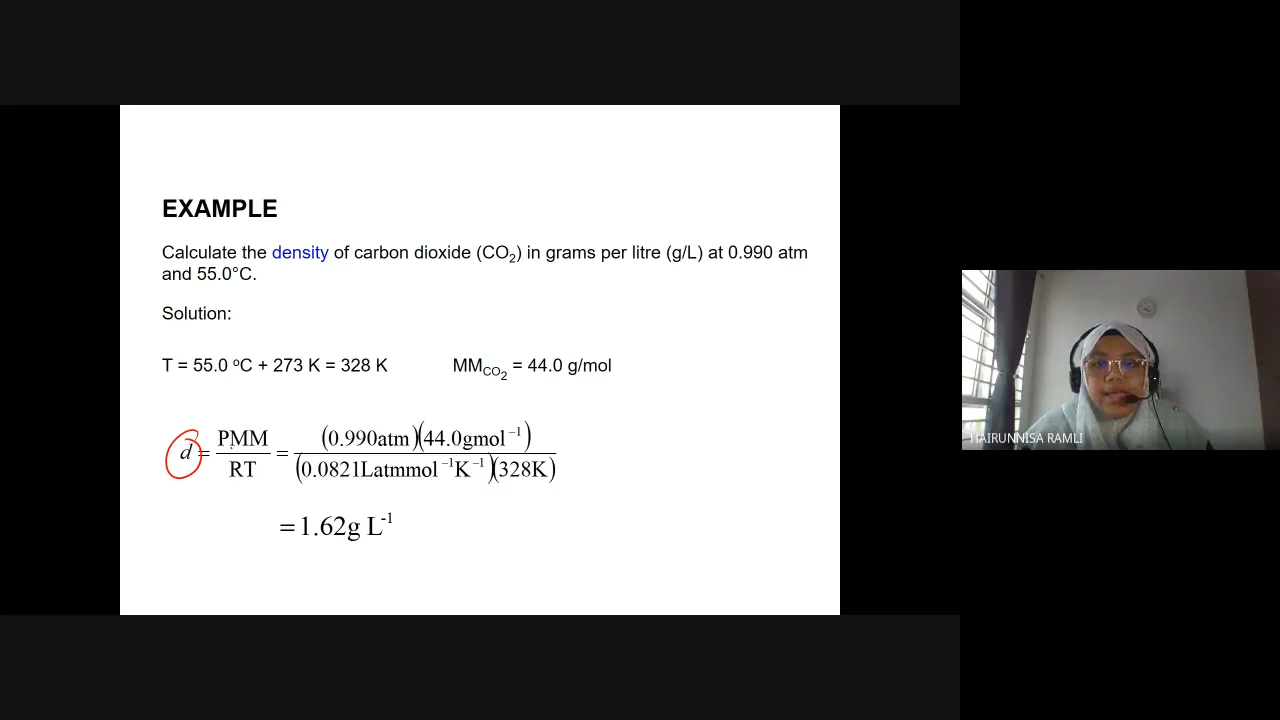 EXAMPLE
Calculate the density of carbon dioxide (CO₂) in grams per litre (g/L) at 0.990 atm
and 55.0°C.
Solution:
T = 55.0 ºC + 273 K = 328 K MM_CO₂ = 44.0 g/mol
d = PMM / RT = (0.990atm)(44.0gmol⁻¹) / (0.0821Latmmol⁻¹K⁻¹)(328K)
= 1.62g L⁻¹
HAIRUNNISA RAMLI